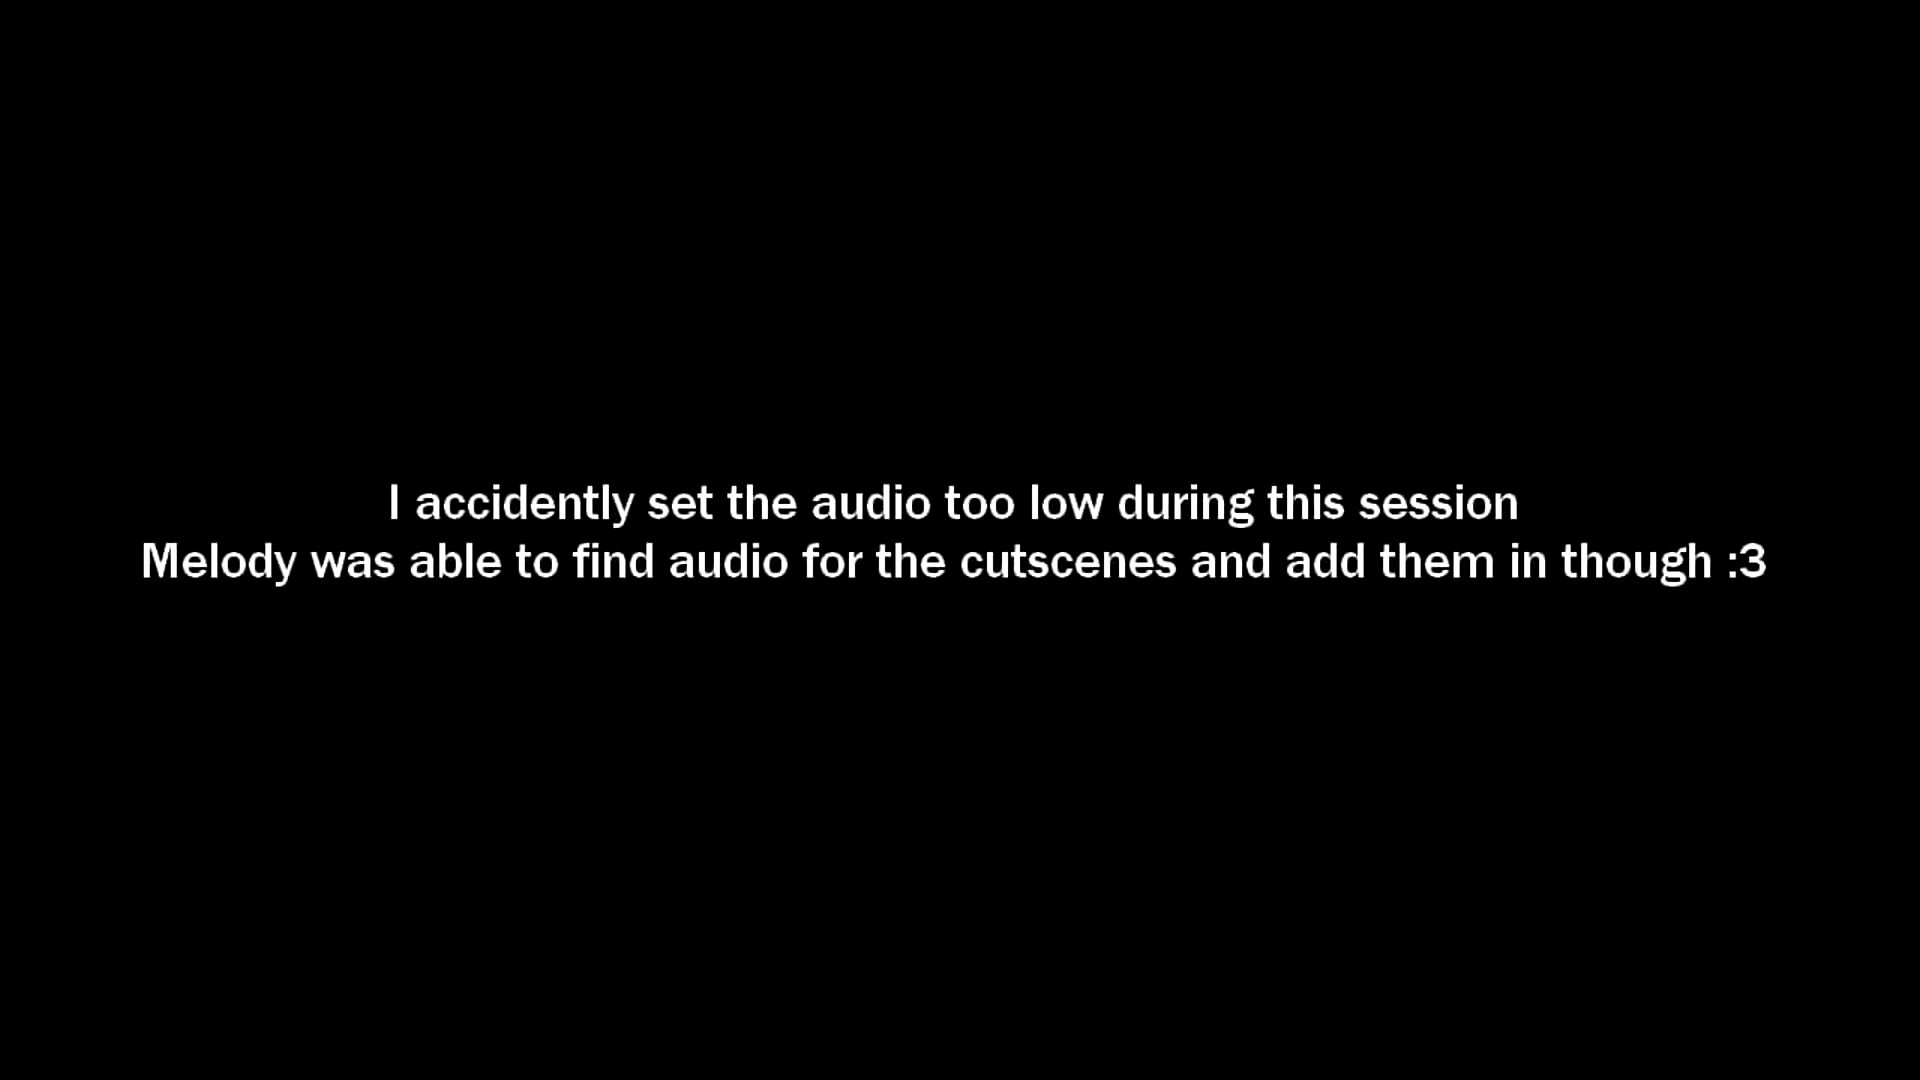 I accidently set the audio too low during this session
Melody was able to find audio for the cutscenes and add them in though :3